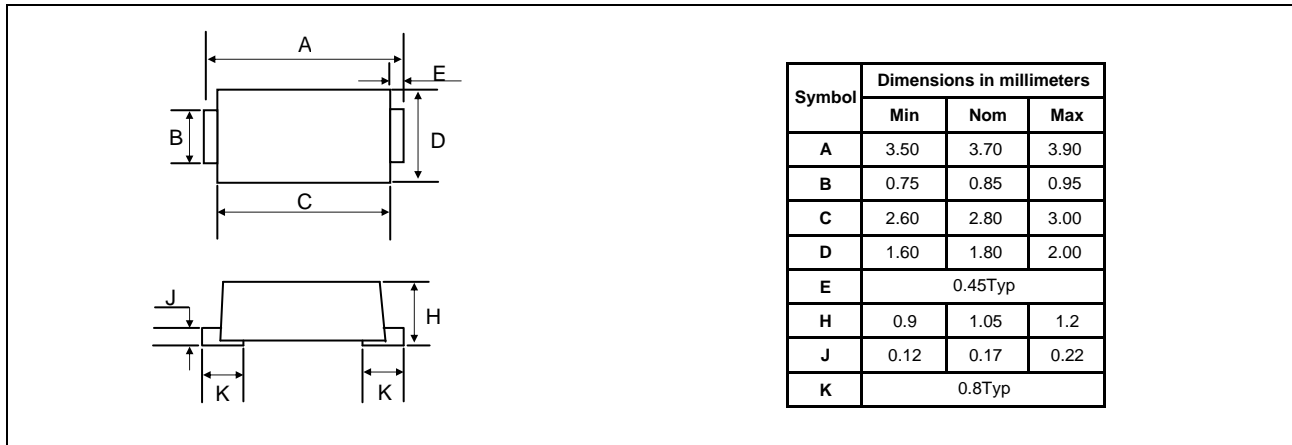 A
E
B
D
C
J
H
K K
Symbol Dimensions in millimeters
Min Nom Max
A 3.50 3.70 3.90
B 0.75 0.85 0.95
C 2.60 2.80 3.00
D 1.60 1.80 2.00
E 0.45Typ
H 0.9 1.05 1.2
J 0.12 0.17 0.22
K 0.8Typ